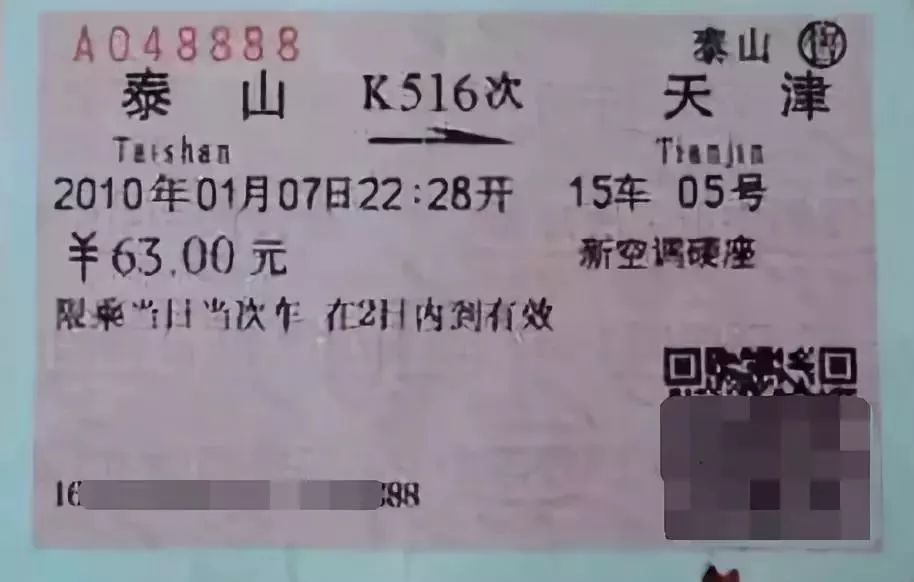 A048888 泰山 售
泰山 K516次 天津
Taishan Tianjin
2010年01月07日22:28开 15车 05号
￥63.00元 新空调硬座
限乘当日当次车 在2日内到有效